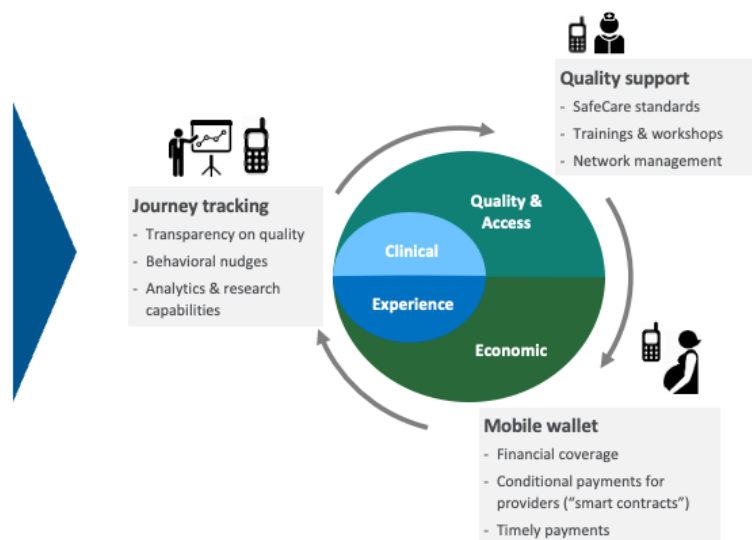 Quality support
- SafeCare standards
- Trainings & workshops
- Network management
Journey tracking
- Transparency on quality
- Behavioral nudges
- Analytics & research
capabilities
Quality &
Access
Clinical
Experience
Economic
Mobile wallet
- Financial coverage
- Conditional payments for
providers (“smart contracts”)
- Timely payments